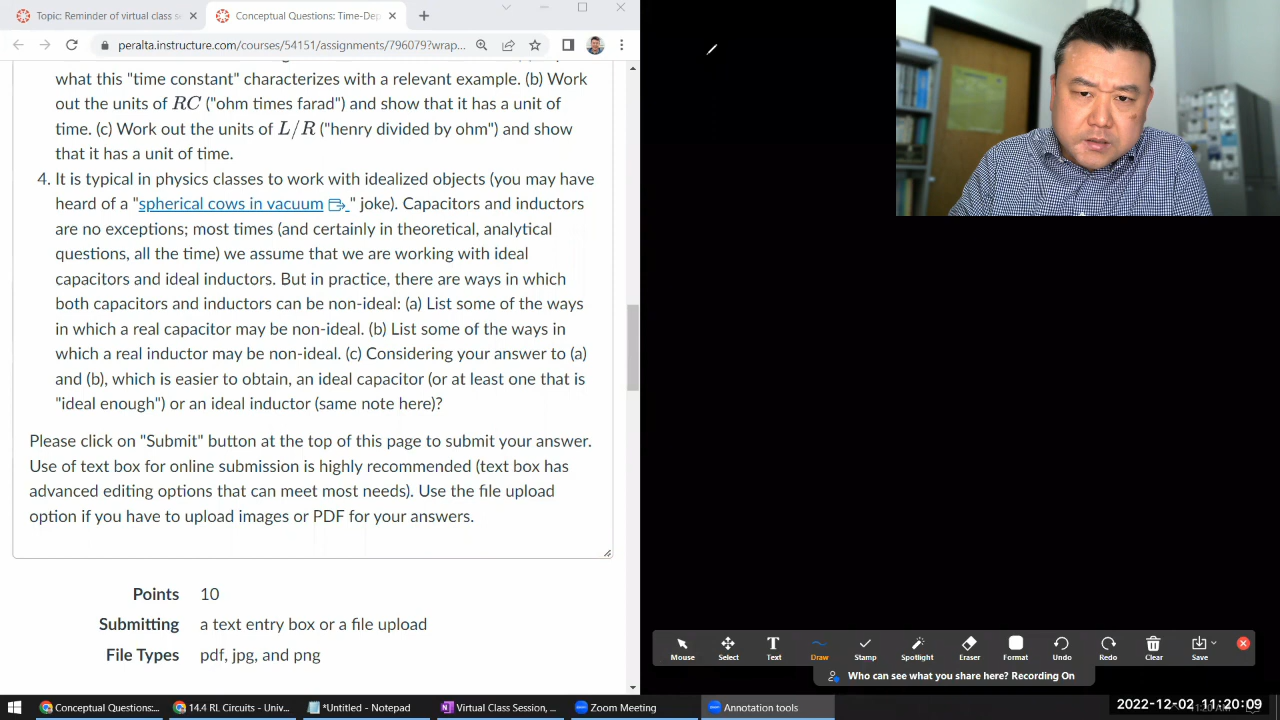 Topic: Reminder of virtual class s
Conceptual Questions: Time-Dep
peralta.instructure.com/courses/54151/assignments/796079?wrap...
what this "time constant" characterizes with a relevant example. (b) Work
out the units of RC ("ohm times farad") and show that it has a unit of
time. (c) Work out the units of L/R ("henry divided by ohm") and show
that it has a unit of time.
4. It is typical in physics classes to work with idealized objects (you may have
heard of a "spherical cows in vacuum " joke). Capacitors and inductors
are no exceptions; most times (and certainly in theoretical, analytical
questions, all the time) we assume that we are working with ideal
capacitors and ideal inductors. But in practice, there are ways in which
both capacitors and inductors can be non-ideal: (a) List some of the ways
in which a real capacitor may be non-ideal. (b) List some of the ways in
which a real inductor may be non-ideal. (c) Considering your answer to (a)
and (b), which is easier to obtain, an ideal capacitor (or at least one that is
"ideal enough") or an ideal inductor (same note here)?
Please click on "Submit" button at the top of this page to submit your answer.
Use of text box for online submission is highly recommended (text box has
advanced editing options that can meet most needs). Use the file upload
option if you have to upload images or PDF for your answers.
Points 10
Submitting a text entry box or a file upload
File Types pdf, jpg, and png
Mouse Select Text Draw Stamp Spotlight Eraser Format Undo Redo Clear Save
Who can see what you share here? Recording On
Conceptual Questions:... 14.4 RL Circuits - Univ... *Untitled - Notepad Virtual Class Session, ... Zoom Meeting Annotation tools
2022-12-02 11:20:09